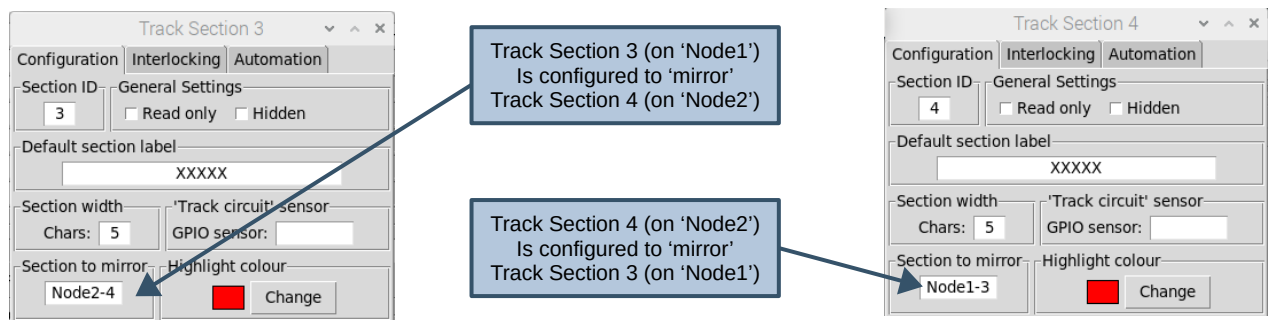 Track Section 3
Configuration Interlocking Automation
Section ID General Settings
3 Read only Hidden
Default section label
XXXXX
Section width 'Track circuit' sensor
Chars: 5 GPIO sensor:
Section to mirror Highlight colour
Node2-4 Change
Track Section 3 (on ‘Node1’)
Is configured to ‘mirror’
Track Section 4 (on ‘Node2’)
Track Section 4 (on ‘Node2’)
Is configured to ‘mirror’
Track Section 3 (on ‘Node1’)
Track Section 4
Configuration Interlocking Automation
Section ID General Settings
4 Read only Hidden
Default section label
XXXXX
Section width 'Track circuit' sensor
Chars: 5 GPIO sensor:
Section to mirror Highlight colour
Node1-3 Change